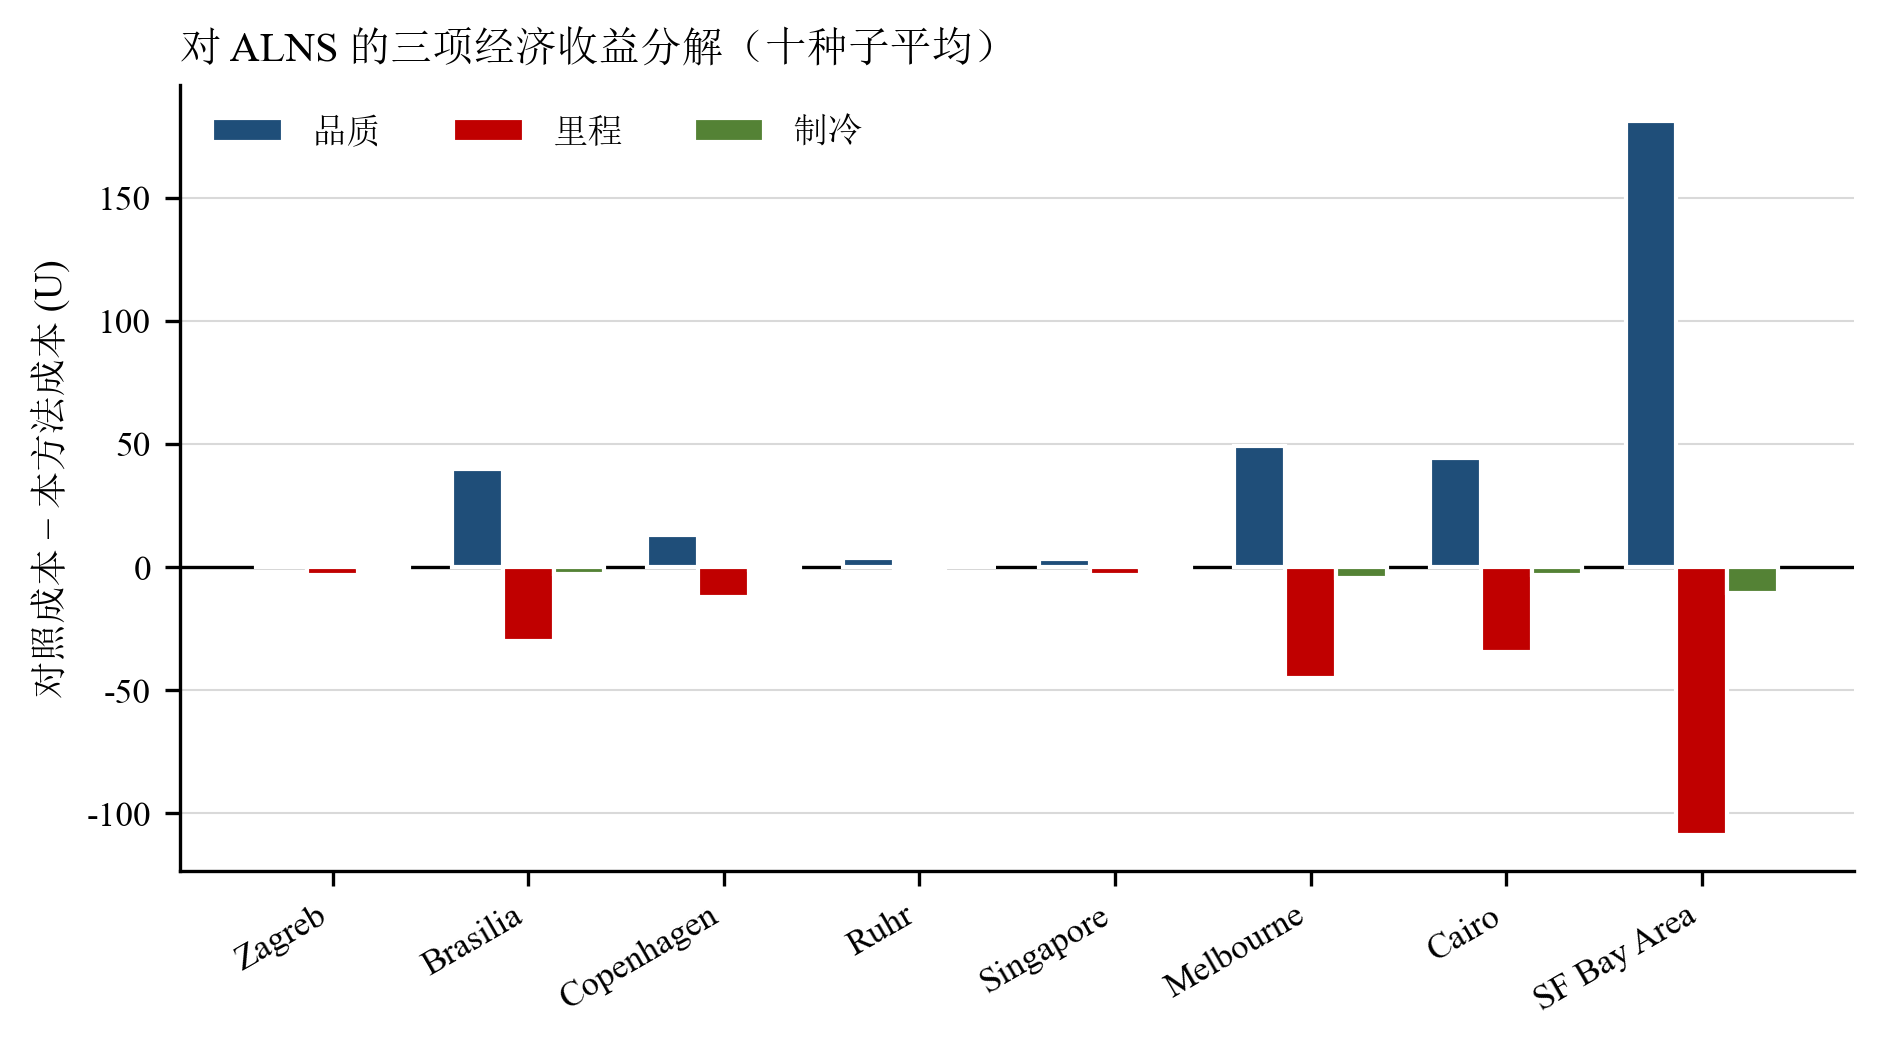 对 ALNS 的三项经济收益分解（十种子平均）
品质
里程
制冷
对照成本 − 本方法成本 (U)
150
100
50
0
-50
-100
Zagreb
Brasilia
Copenhagen
Ruhr
Singapore
Melbourne
Cairo
SF Bay Area